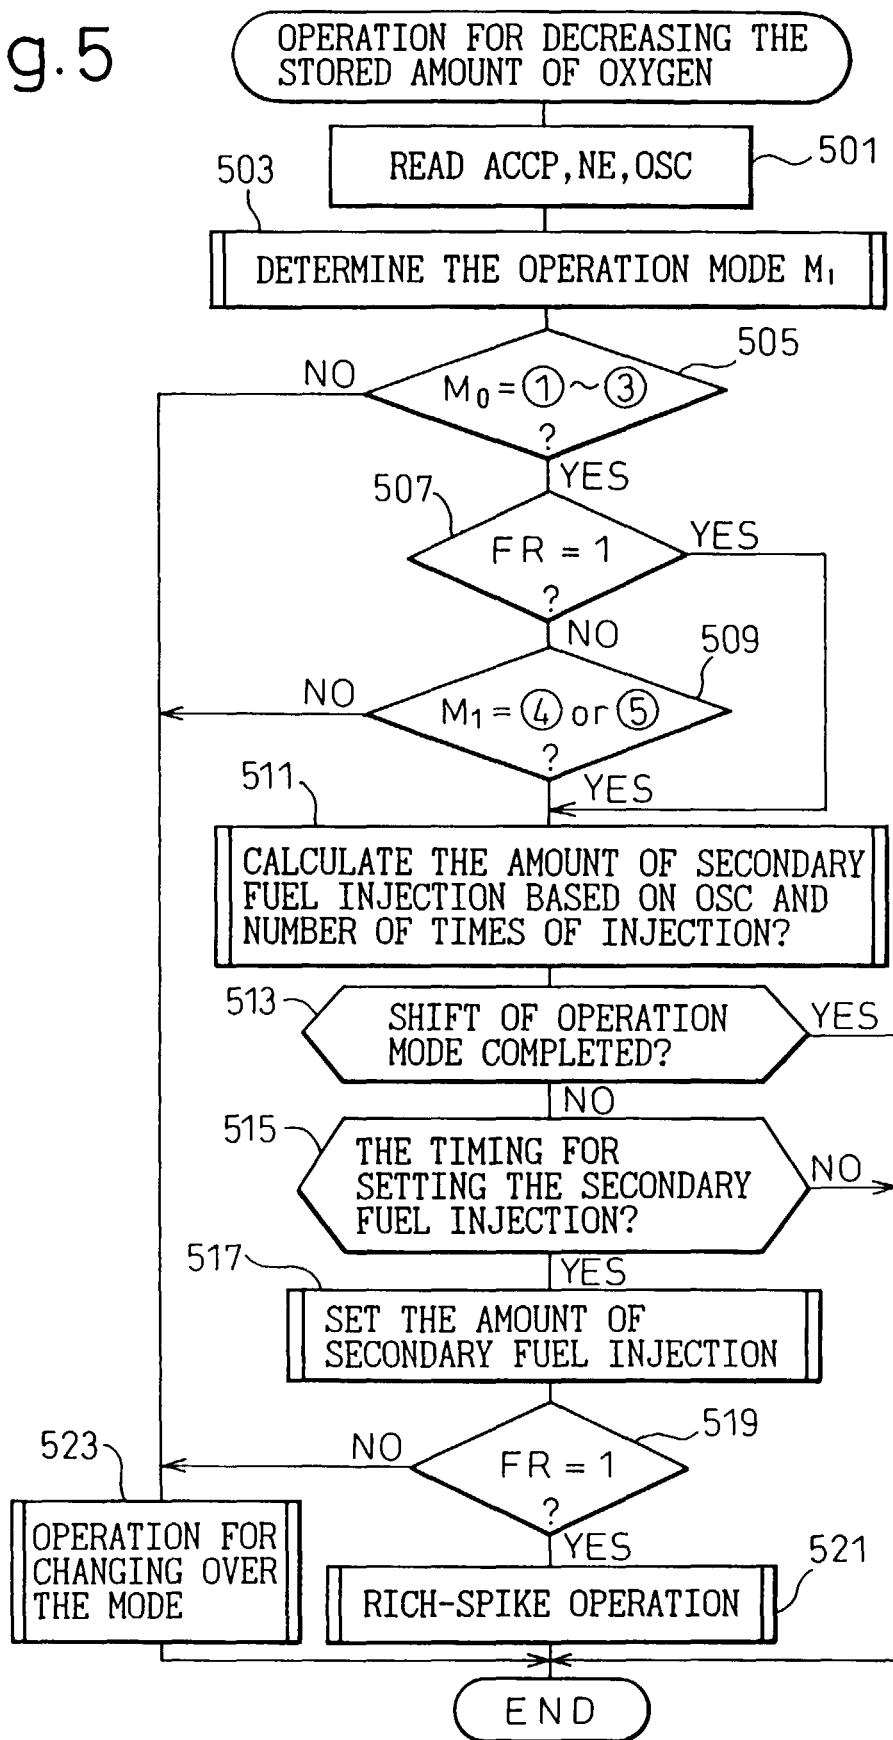 g.5
OPERATION FOR DECREASING THE
STORED AMOUNT OF OXYGEN
501
READ ACCP,NE,OSC
503
DETERMINE THE OPERATION MODE M₁
505
NO
M₀=①~③
?
YES
507
FR=1
?
YES
NO
509
NO
M₁=④or⑤
?
YES
511
CALCULATE THE AMOUNT OF SECONDARY
FUEL INJECTION BASED ON OSC AND
NUMBER OF TIMES OF INJECTION?
513
SHIFT OF OPERATION
MODE COMPLETED?
YES
NO
515
THE TIMING FOR
SETTING THE SECONDARY
FUEL INJECTION?
NO
YES
517
SET THE AMOUNT OF
SECONDARY FUEL INJECTION
519
NO
FR=1
?
YES
523
OPERATION FOR
CHANGING OVER
THE MODE
521
RICH-SPIKE OPERATION
END